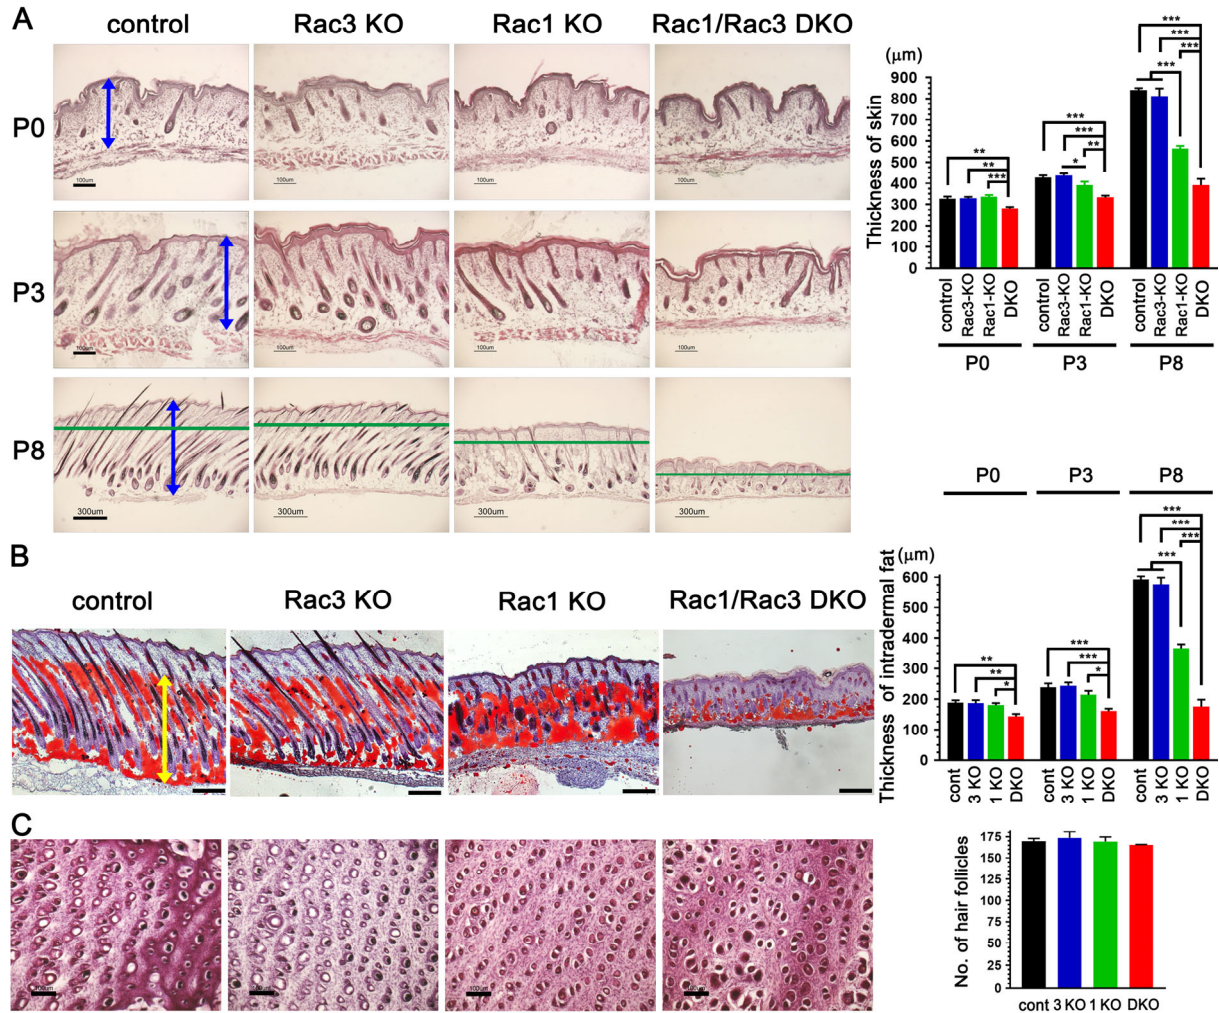 A
control Rac3 KO Rac1 KO Rac1/Rac3 DKO
P0
100um 100um 100um 100um
P3
100um 100um 100um 100um
P8
300um 300um 300um 300um
(μm)
Thickness of skin
900
800
700
600
500
400
300
200
100
0
** ** *** *** *** ** * *** *** *** ***
control Rac3-KO Rac1-KO DKO control Rac3-KO Rac1-KO DKO control Rac3-KO Rac1-KO DKO
P0 P3 P8
B
control Rac3 KO Rac1 KO Rac1/Rac3 DKO
P0 P3 P8
(μm)
Thickness of intradermal fat
600
500
400
300
200
100
0
** ** * *** *** * *** *** *** ***
cont 3 KO 1 KO DKO cont 3 KO 1 KO DKO cont 3 KO 1 KO DKO
C
100um 100um 100um 100um
No. of hair follicles
175
150
125
100
75
50
25
0
cont 3 KO 1 KO DKO